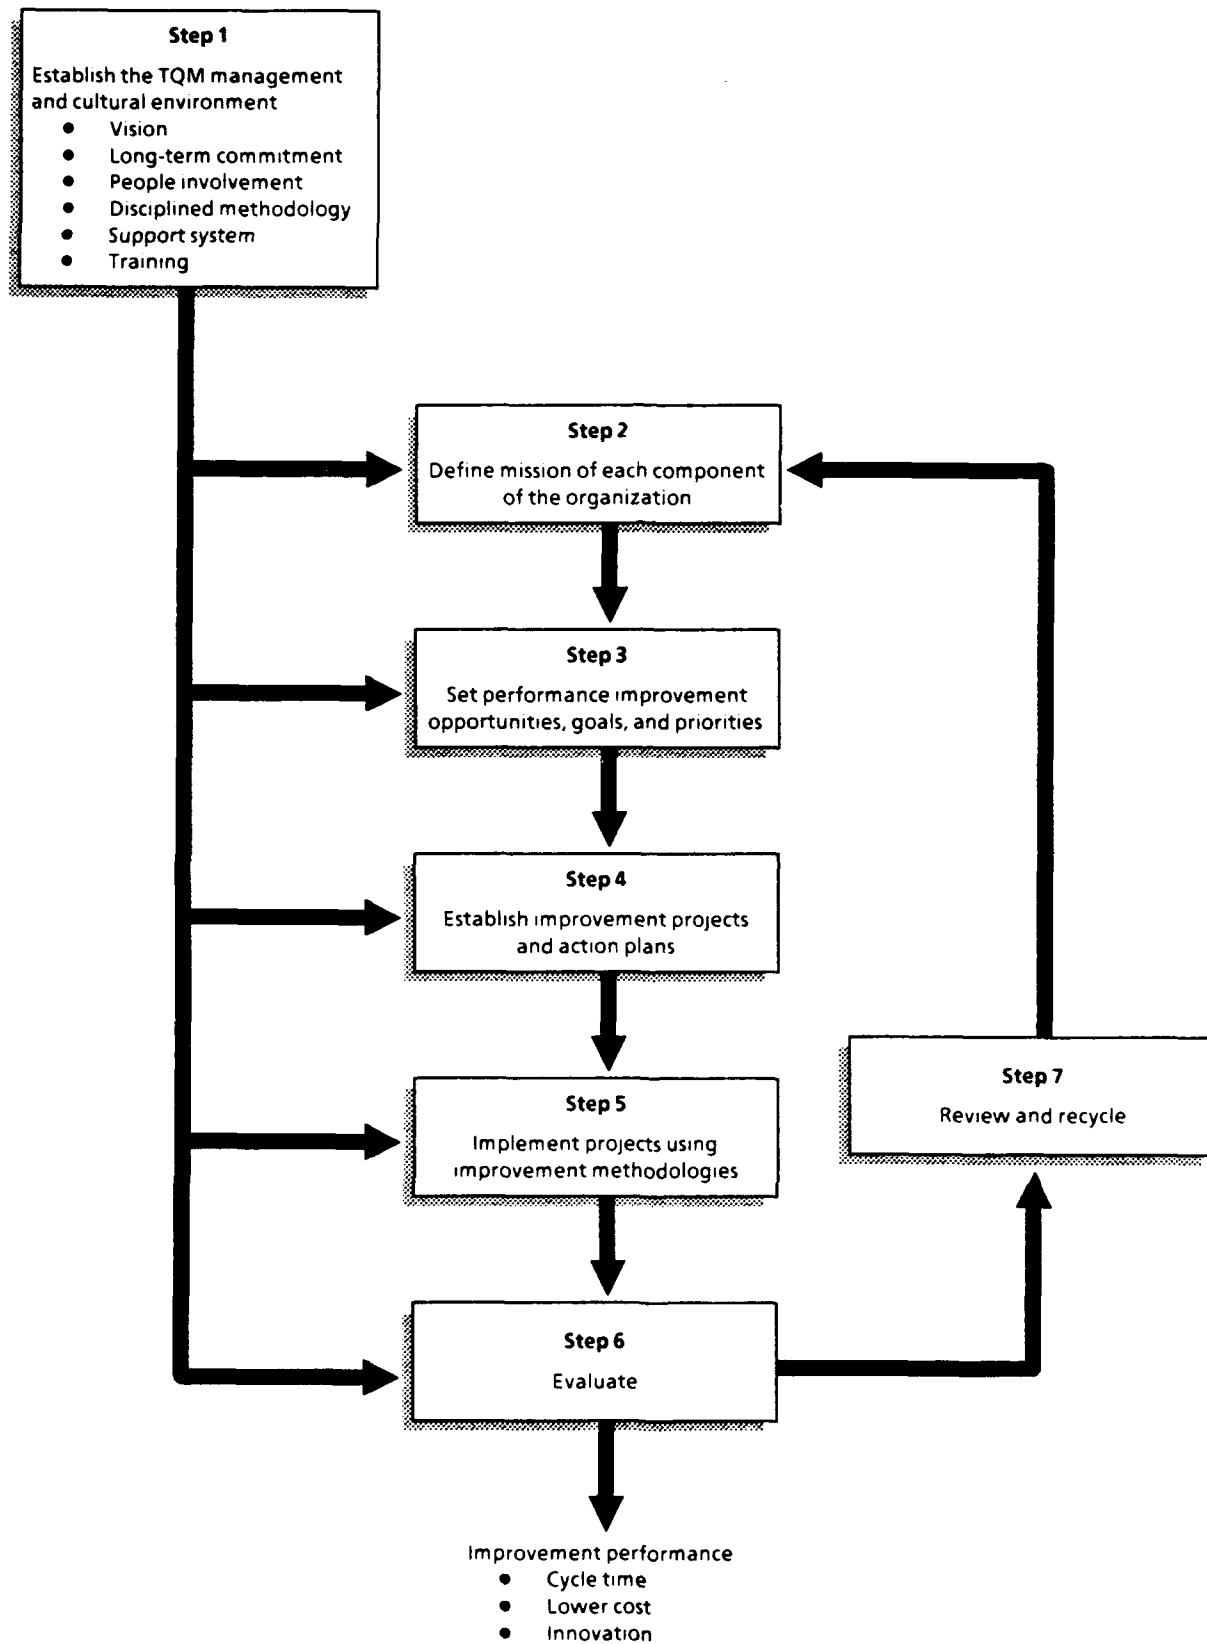 Step 1
Establish the TQM management
and cultural environment
● Vision
● Long-term commitment
● People involvement
● Disciplined methodology
● Support system
● Training
Step 2
Define mission of each component
of the organization
Step 3
Set performance improvement
opportunities, goals, and priorities
Step 4
Establish improvement projects
and action plans
Step 5
Implement projects using
improvement methodologies
Step 7
Review and recycle
Step 6
Evaluate
Improvement performance
● Cycle time
● Lower cost
● Innovation